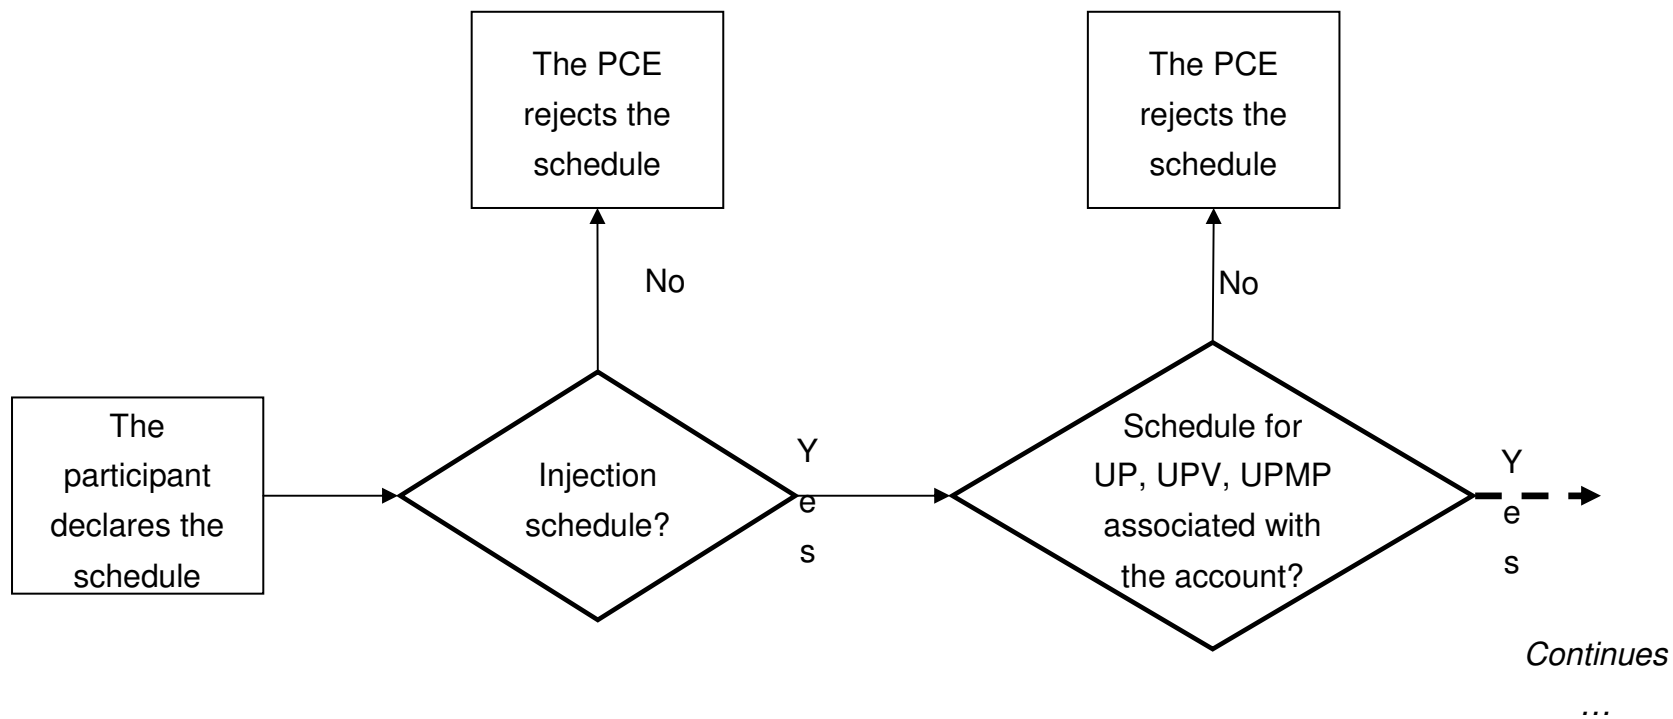 The PCE
rejects the
schedule
The PCE
rejects the
schedule
No
No
The
participant
declares the
schedule
Injection
schedule?
Y
e
s
Schedule for
UP, UPV, UPMP
associated with
the account?
Y
e
s
Continues
...